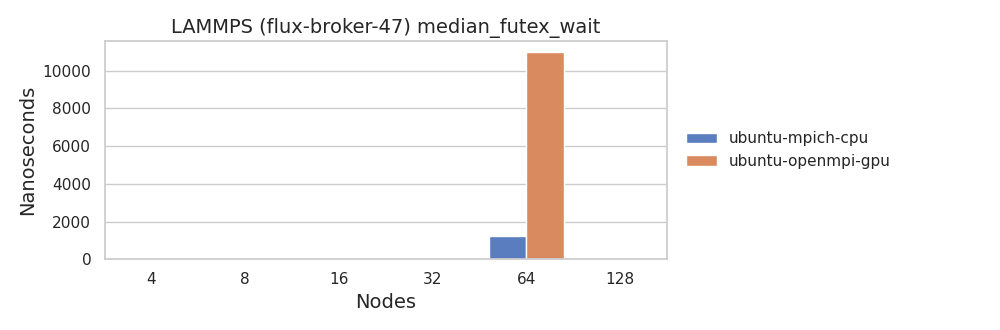 LAMMPS (flux-broker-47) median_futex_wait
Nanoseconds
10000
8000
6000
4000
2000
0
4 8 16 32 64 128
Nodes
ubuntu-mpich-cpu
ubuntu-openmpi-gpu